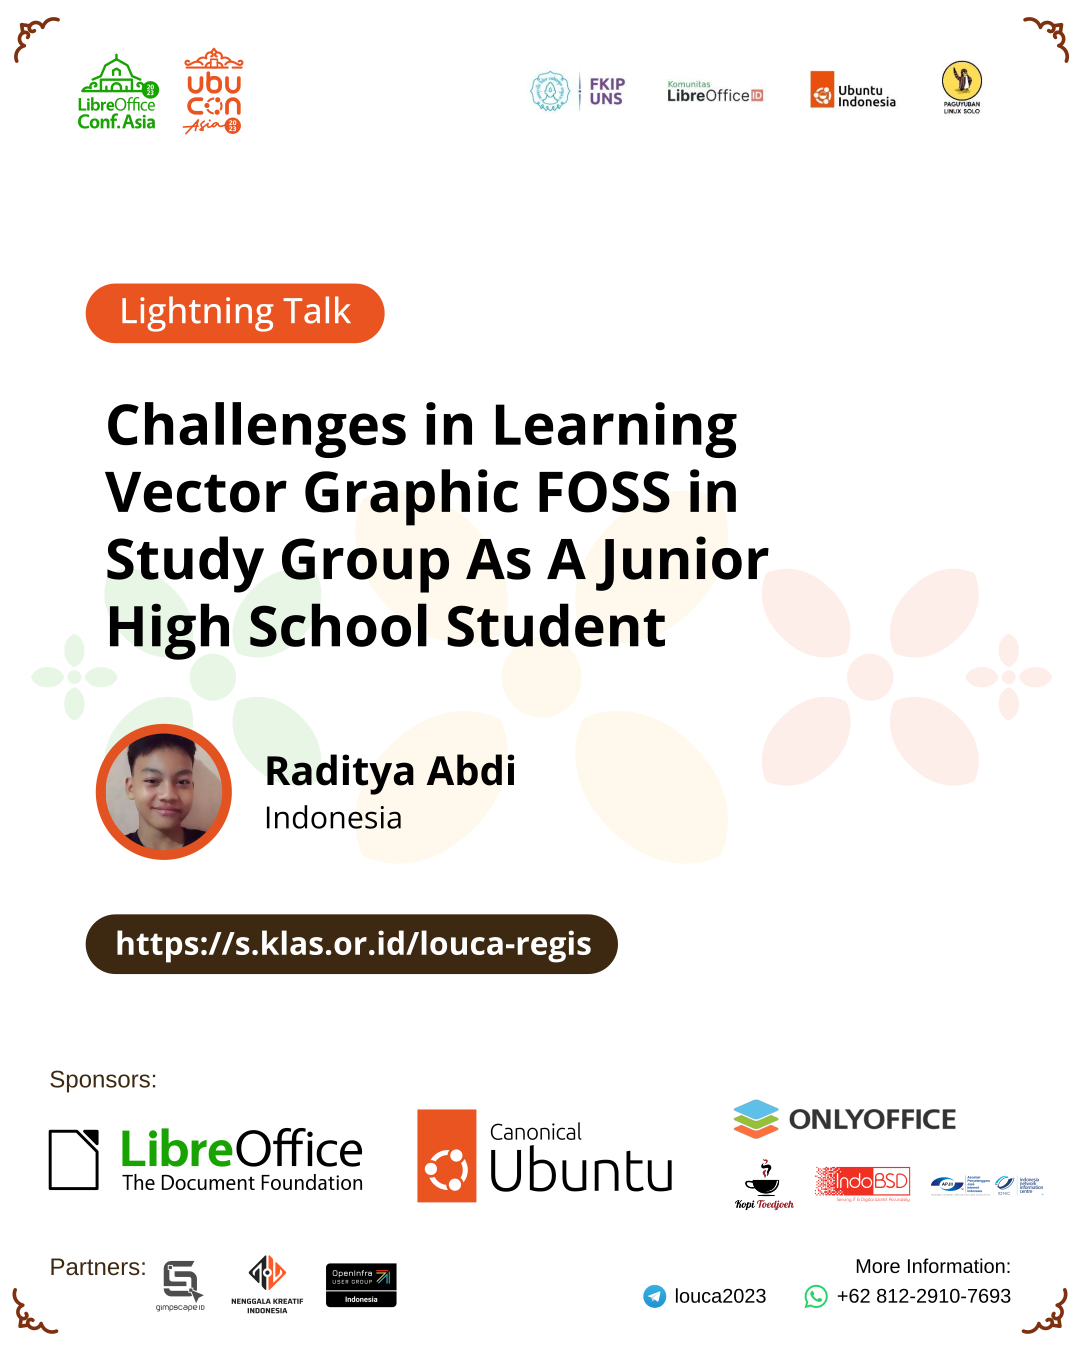 LibreOffice
Conf. Asia
2023
ubu
con
Asia
2023
FKIP
UNS
Komunitas
LibreOffice ID
Ubuntu
Indonesia
PAGUYUBAN
LINUX SOLO
Lightning Talk
Challenges in Learning
Vector Graphic FOSS in
Study Group As A Junior
High School Student
Raditya Abdi
Indonesia
https://s.klas.or.id/louca-regis
Sponsors:
LibreOffice
The Document Foundation
Canonical
Ubuntu
ONLYOFFICE
Kopi Toedjoeh
IndoBSD
Partners:
gimpscape ID
NENGGALA KREATIF
INDONESIA
OpenInfra
USER GROUP
Indonesia
More Information:
louca2023
+62 812-2910-7693